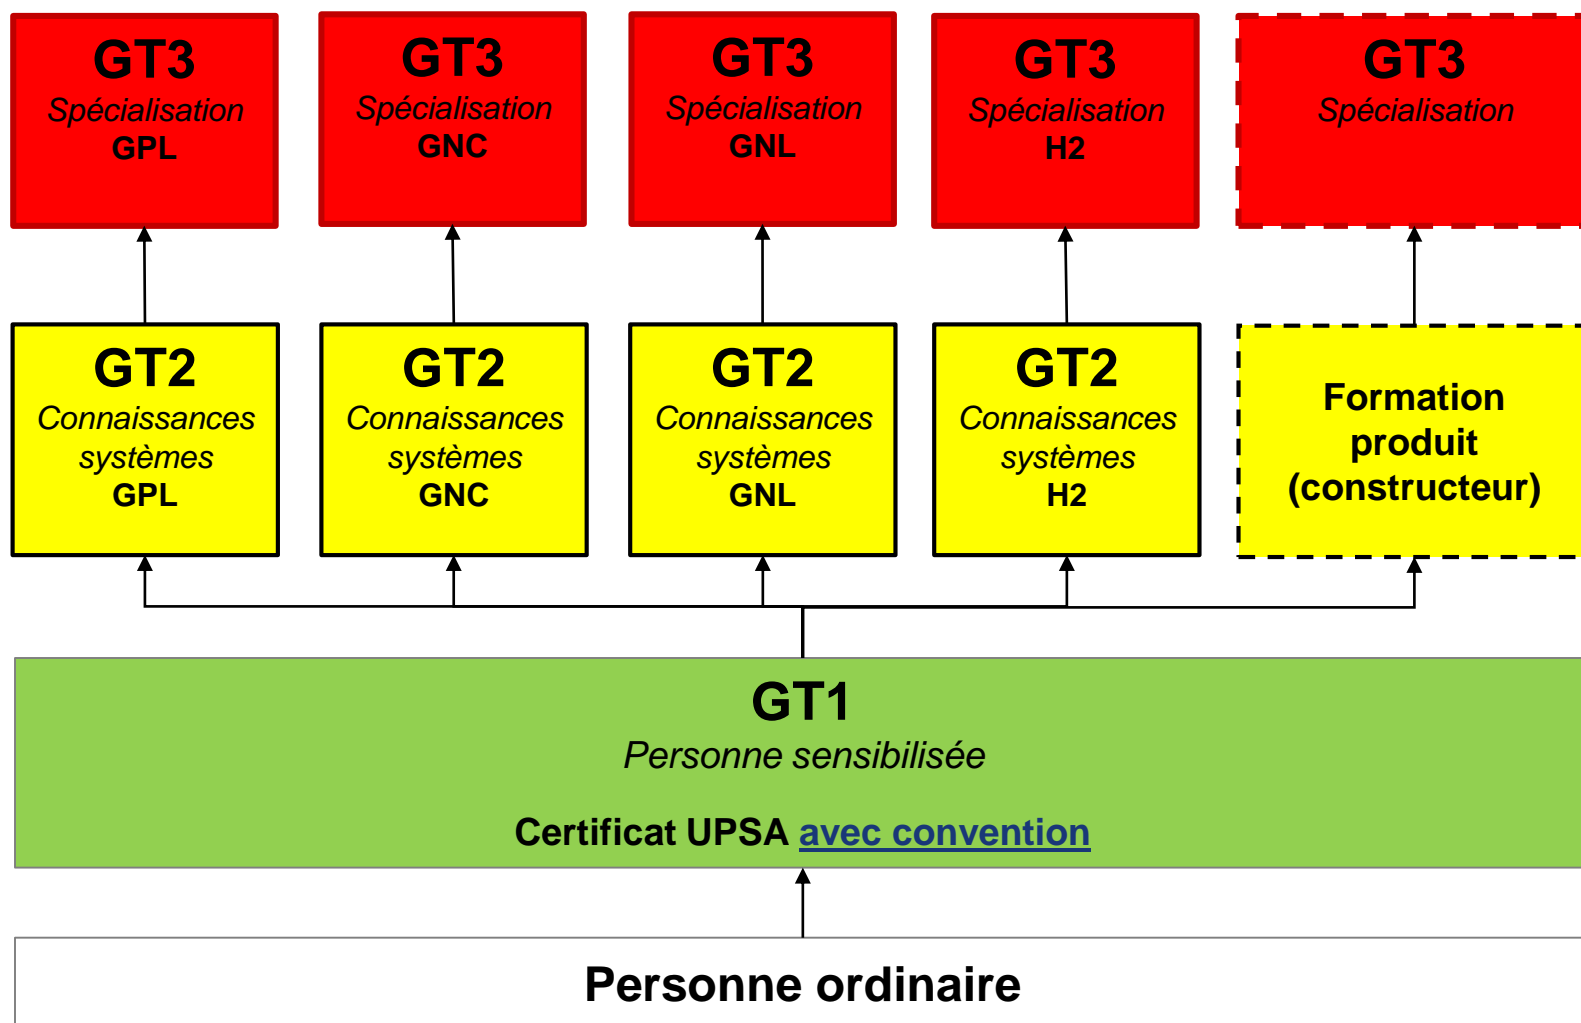 GT3
Spécialisation
GPL
GT3
Spécialisation
GNC
GT3
Spécialisation
GNL
GT3
Spécialisation
H2
GT3
Spécialisation
GT2
Connaissances
systèmes
GPL
GT2
Connaissances
systèmes
GNC
GT2
Connaissances
systèmes
GNL
GT2
Connaissances
systèmes
H2
Formation
produit
(constructeur)
GT1
Personne sensibilisée
Certificat UPSA avec convention
Personne ordinaire